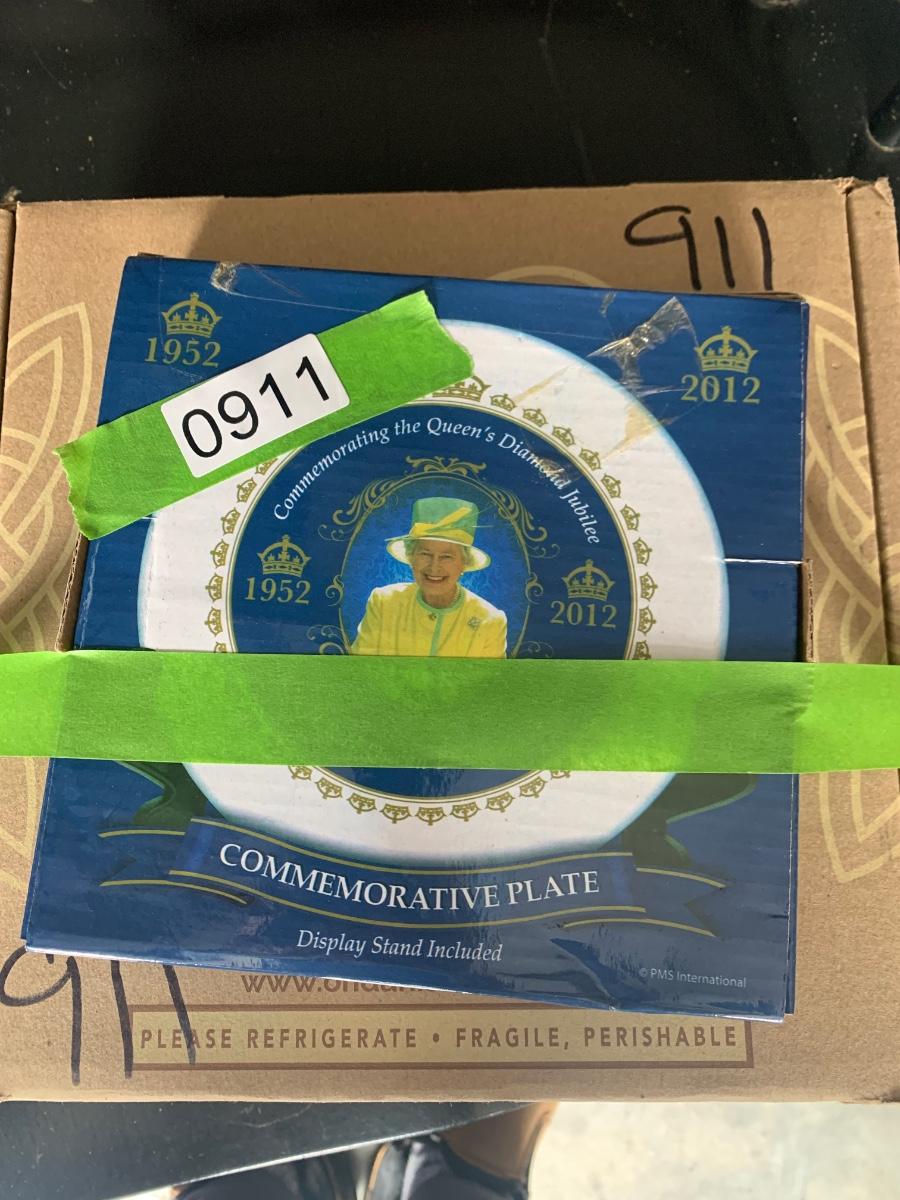 911
1952
2012
0911
Commemorating the Queen's Diamond Jubilee
1952
2012
COMMEMORATIVE PLATE
Display Stand Included
© PMS International
911
PLEASE REFRIGERATE • FRAGILE, PERISHABLE